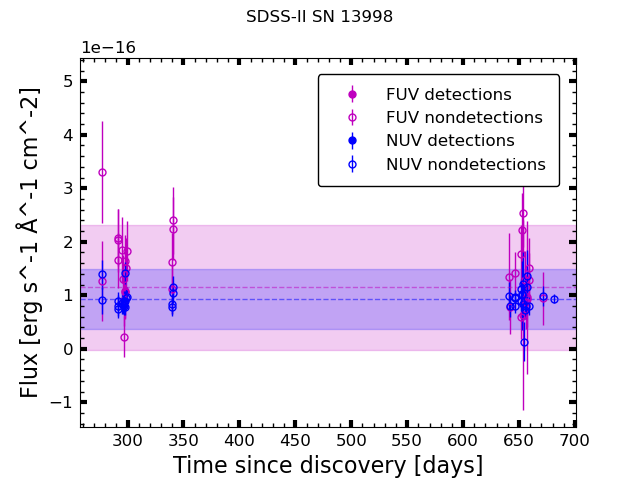 SDSS-II SN 13998
1e−16
FUV detections
FUV nondetections
NUV detections
NUV nondetections
5
4
3
2
1
0
−1
Flux [erg s^-1 Å^-1 cm^-2]
300 350 400 450 500 550 600 650 700
Time since discovery [days]